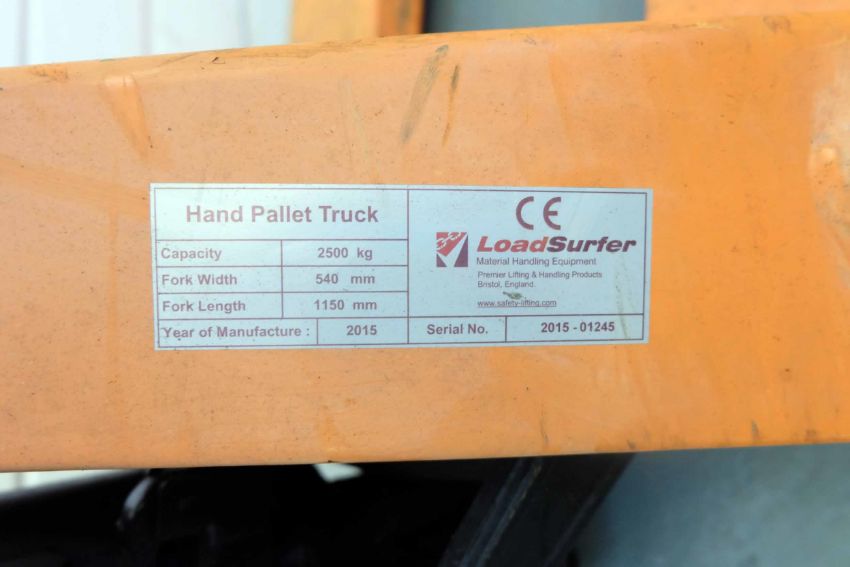 Hand Pallet Truck
Capacity 2500 kg
Fork Width 540 mm
Fork Length 1150 mm
Year of Manufacture : 2015
CE
LoadSurfer
Material Handling Equipment
Premier Lifting & Handling Products
Bristol, England.
www.safety-lifting.com
Serial No. 2015 - 01245